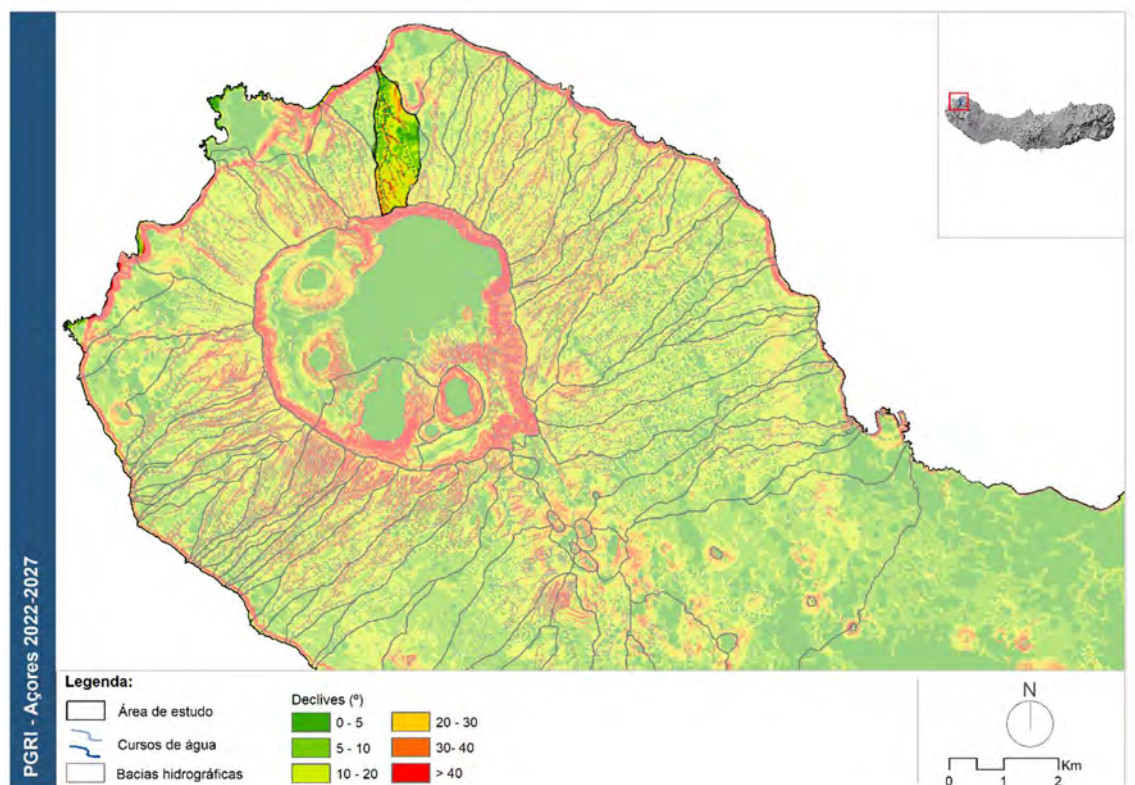 PGRI - Açores 2022-2027
Legenda:
Área de estudo
Cursos de água
Bacias hidrográficas
Declives (º)
0 - 5
5 - 10
10 - 20
20 - 30
30- 40
> 40
N
Km
0 1 2